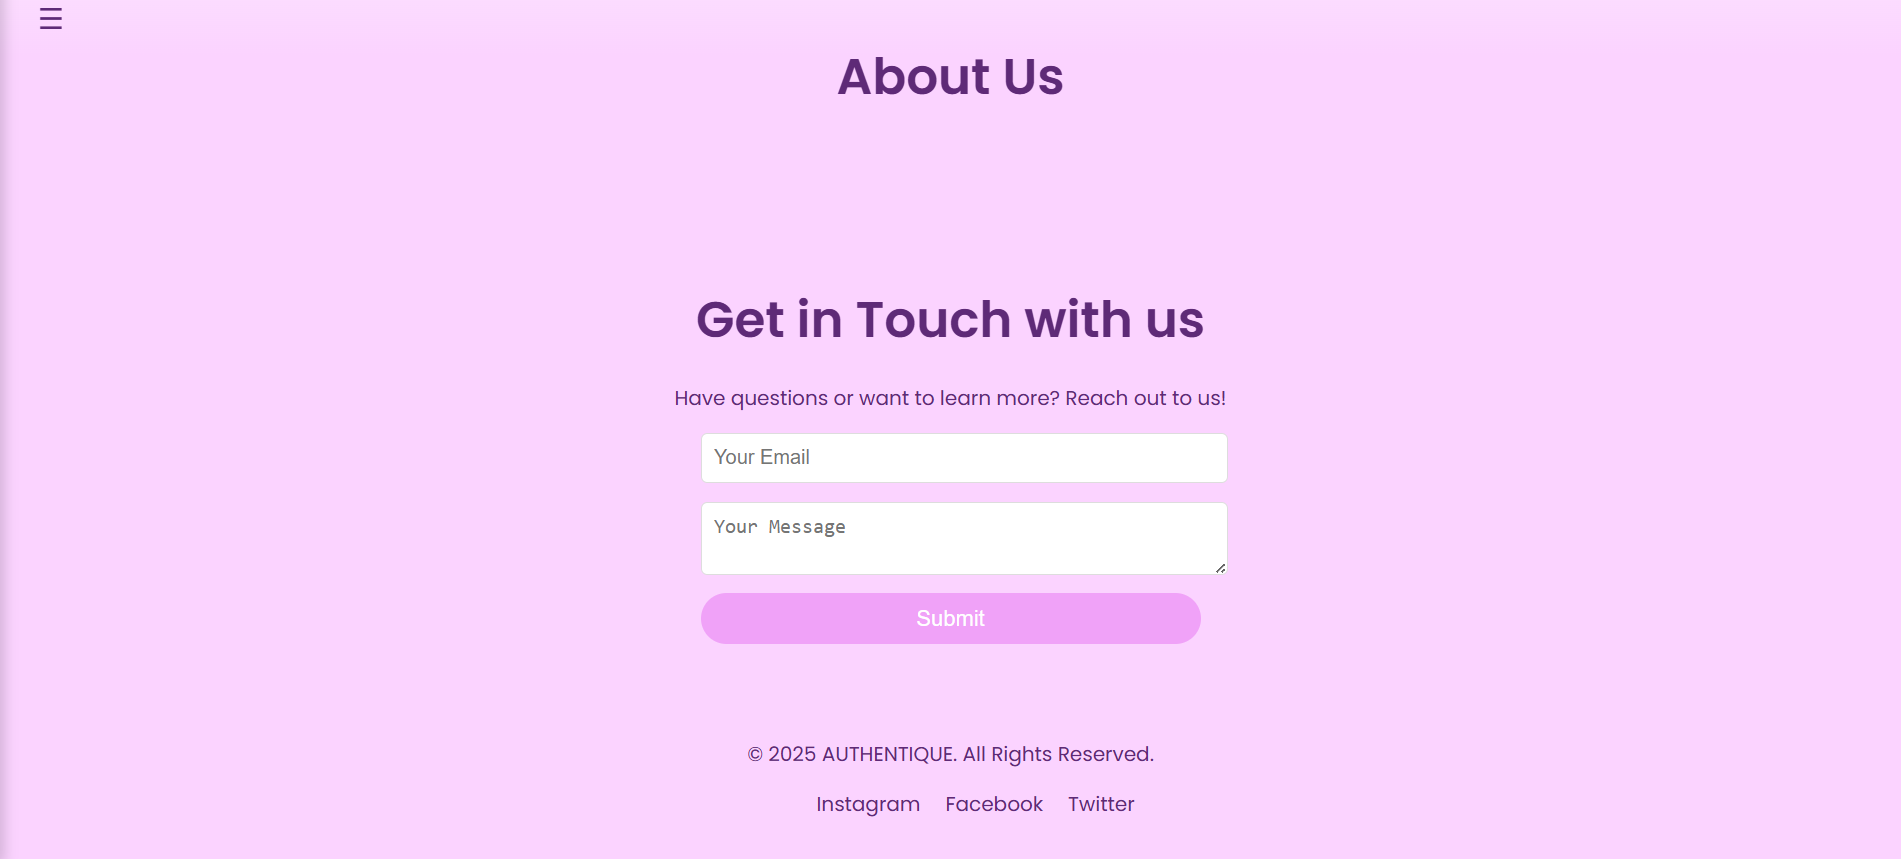 About Us
Get in Touch with us
Have questions or want to learn more? Reach out to us!
Your Email
Your Message
Submit
© 2025 AUTHENTIQUE. All Rights Reserved.
Instagram Facebook Twitter